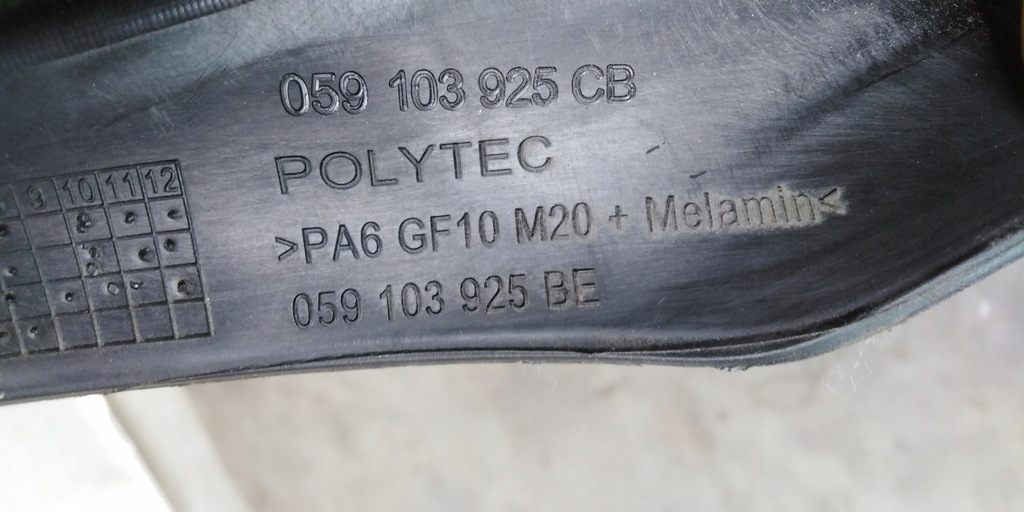 059 103 925 CB
POLYTEC
9 10 11 12
>PA6 GF10 M20 + Melamin<
059 103 925 BE